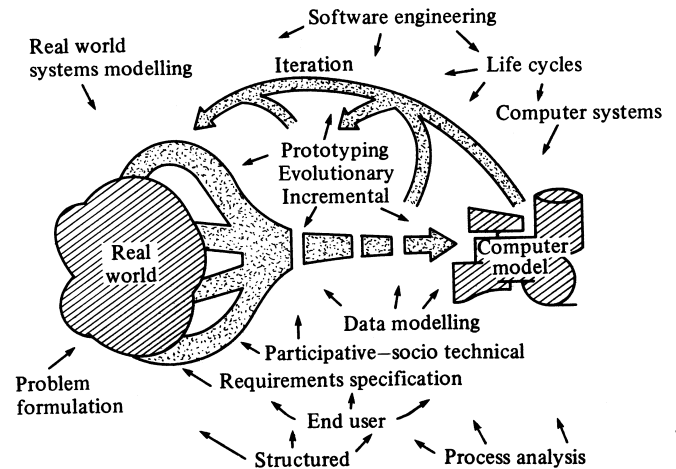 Software engineering
Real world
systems modelling
Iteration
Life cycles
Computer systems
Prototyping
Evolutionary
Incremental
Real
world
Computer
model
Data modelling
Participative–socio technical
Requirements specification
Problem
formulation
End user
Structured
Process analysis